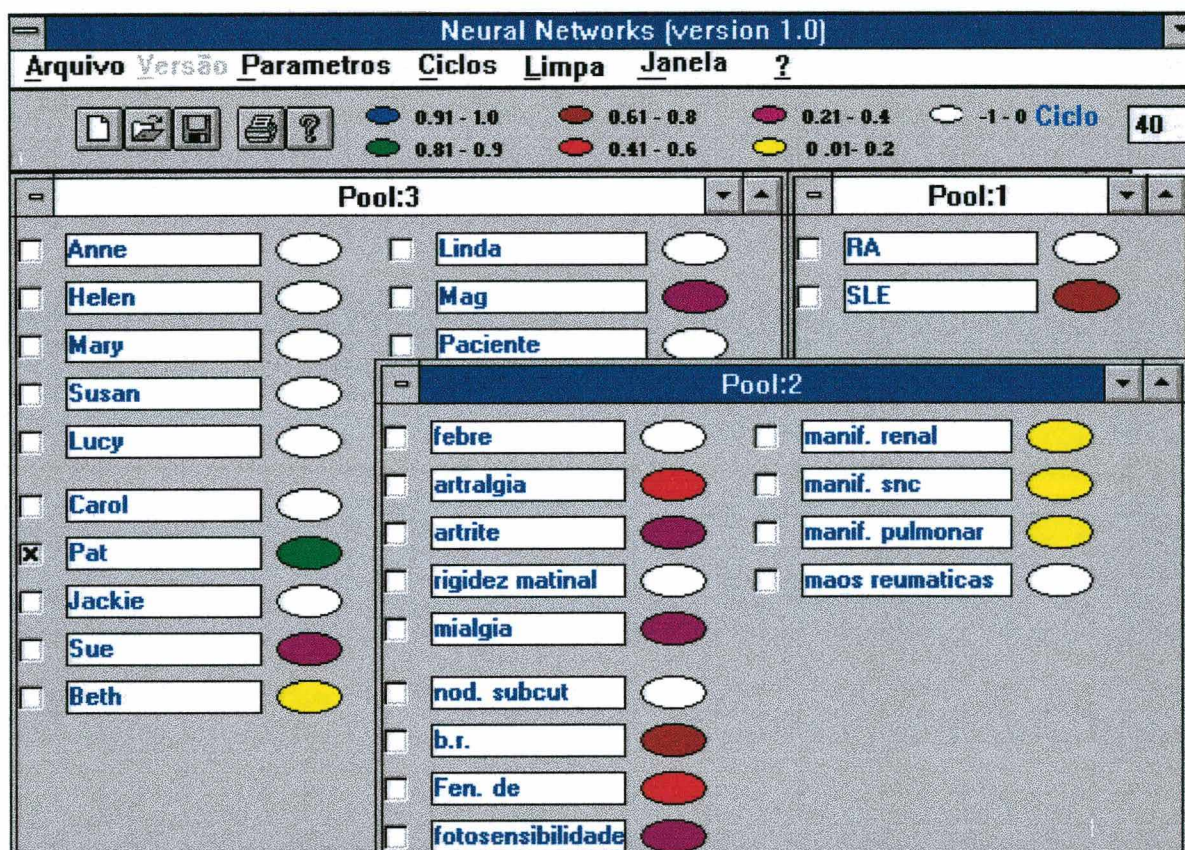 Neural Networks (version 1.0)
Arquivo Versão Parametros Ciclos Limpa Janela ?
0.91 - 1.0 0.61 - 0.8 0.21 - 0.4 -1 - 0 Ciclo 40
0.81 - 0.9 0.41 - 0.6 0 .01- 0.2
Pool:3
Anne Linda
Helen Mag
Mary Paciente
Susan
Lucy
Carol
Pat
Jackie
Sue
Beth
Pool:1
RA
SLE
Pool:2
febre manif. renal
artralgia manif. snc
artrite manif. pulmonar
rigidez matinal maos reumaticas
mialgia
nod. subcut
b.r.
Fen. de
fotosensibilidade